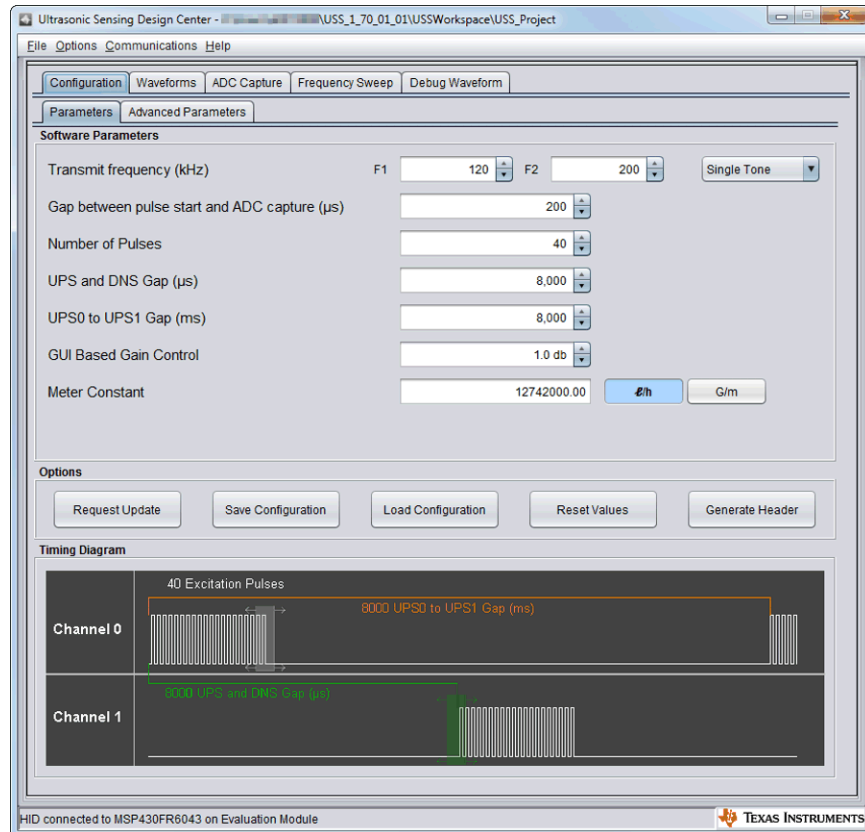 Ultrasonic Sensing Design Center - \USS_1_70_01_01\USSWorkspace\USS_Project
File Options Communications Help
Configuration Waveforms ADC Capture Frequency Sweep Debug Waveform
Parameters Advanced Parameters
Software Parameters
Transmit frequency (kHz) F1 120 F2 200 Single Tone
Gap between pulse start and ADC capture (µs) 200
Number of Pulses 40
UPS and DNS Gap (µs) 8,000
UPS0 to UPS1 Gap (ms) 8,000
GUI Based Gain Control 1.0 db
Meter Constant 12742000.00 ℓ/h G/m
Options
Request Update Save Configuration Load Configuration Reset Values Generate Header
Timing Diagram
40 Excitation Pulses
8000 UPS0 to UPS1 Gap (ms)
Channel 0
8000 UPS and DNS Gap (µs)
Channel 1
HID connected to MSP430FR6043 on Evaluation Module TEXAS INSTRUMENTS